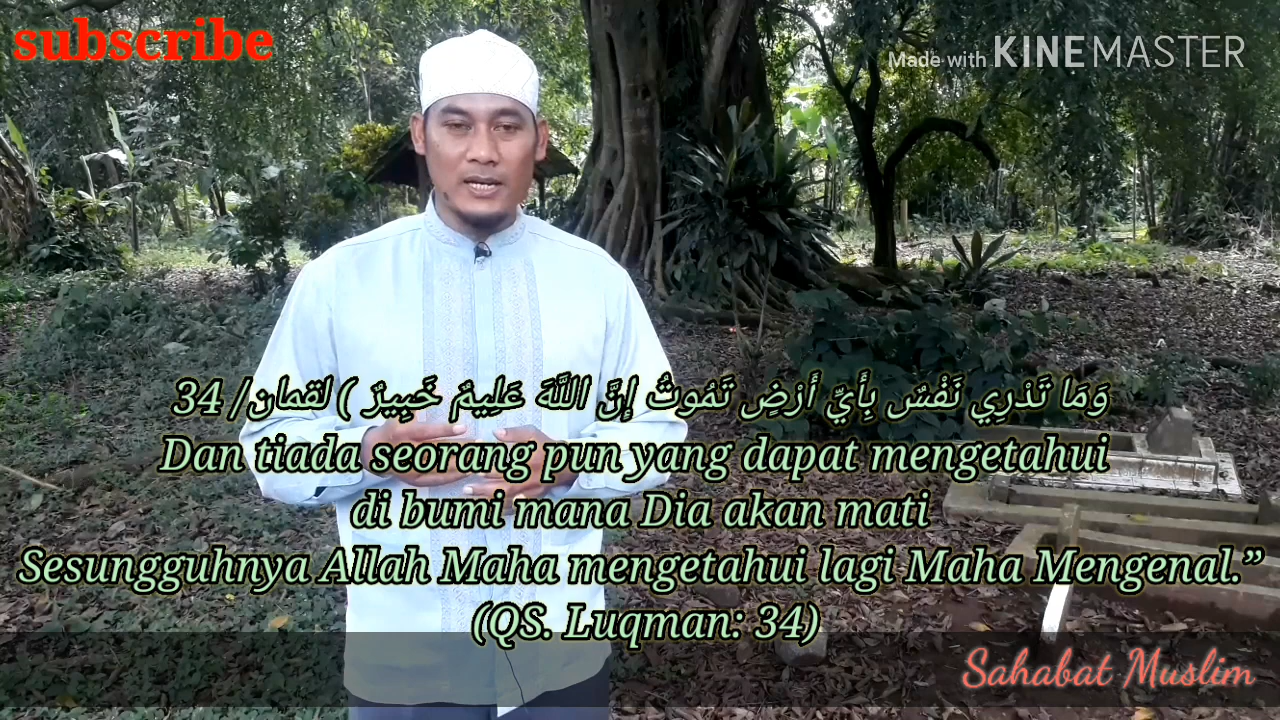 subscribe
Made with KINEMASTER
وَمَا تَدْرِي نَفْسٌ بِأَيِّ أَرْضٍ تَمُوتُ إِنَّ اللَّهَ عَلِيمٌ خَبِيرٌ ) لقمان/ 34
Dan tiada seorang pun yang dapat mengetahui
di bumi mana Dia akan mati
Sesungguhnya Allah Maha mengetahui lagi Maha Mengenal.”
(QS. Luqman: 34)
Sahabat Muslim